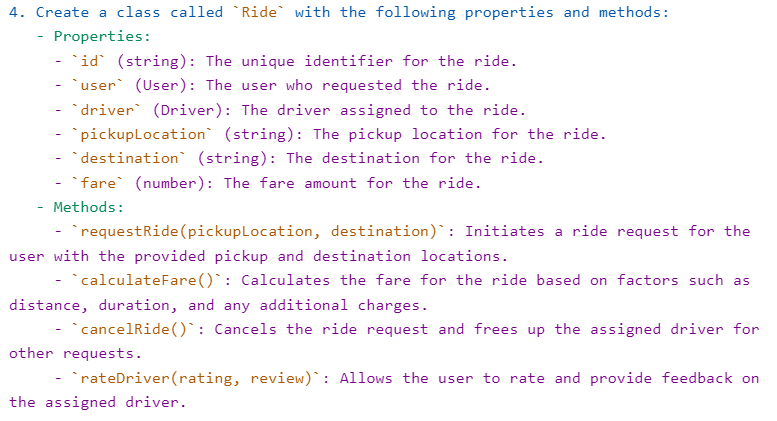 4. Create a class called `Ride` with the following properties and methods:
   - Properties:
     - `id` (string): The unique identifier for the ride.
     - `user` (User): The user who requested the ride.
     - `driver` (Driver): The driver assigned to the ride.
     - `pickupLocation` (string): The pickup location for the ride.
     - `destination` (string): The destination for the ride.
     - `fare` (number): The fare amount for the ride.
   - Methods:
     - `requestRide(pickupLocation, destination)`: Initiates a ride request for the
user with the provided pickup and destination locations.
     - `calculateFare()`: Calculates the fare for the ride based on factors such as
distance, duration, and any additional charges.
     - `cancelRide()`: Cancels the ride request and frees up the assigned driver for
other requests.
     - `rateDriver(rating, review)`: Allows the user to rate and provide feedback on
the assigned driver.